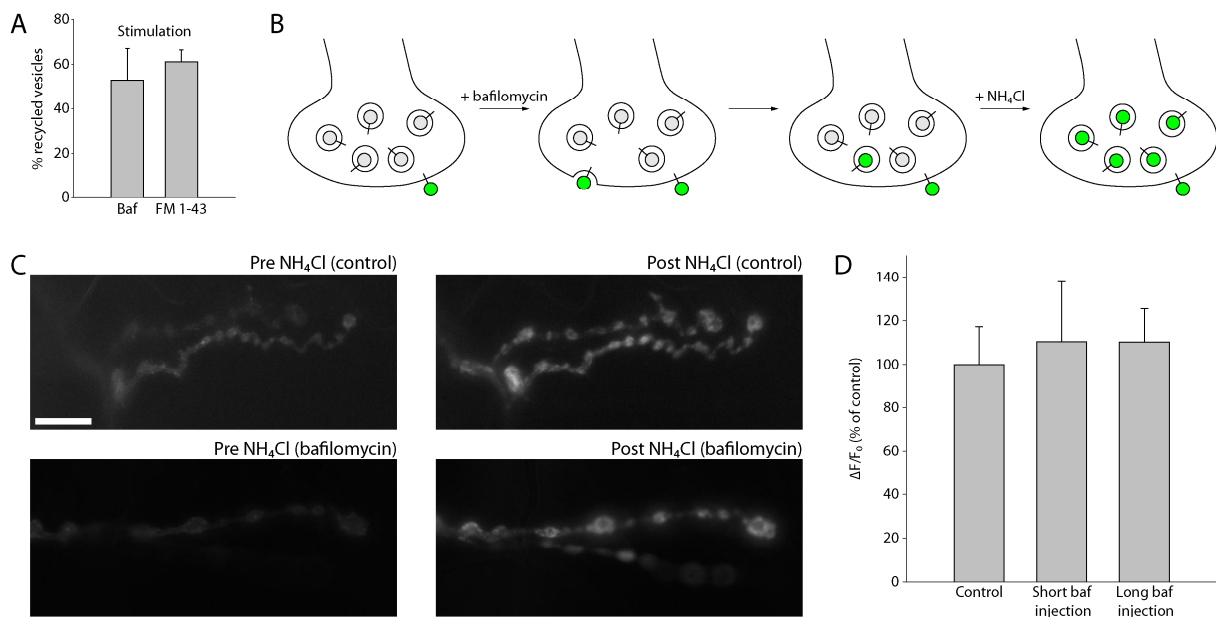 A
80
60
40
20
0
% recycled vesicles
Stimulation
Baf
FM 1-43
B
+ bafilomycin
+ NH₄Cl
C
Pre NH₄Cl (control)
Post NH₄Cl (control)
Pre NH₄Cl (bafilomycin)
Post NH₄Cl (bafilomycin)
D
140
120
100
80
60
40
20
0
ΔF/F₀ (% of control)
Control
Short baf
injection
Long baf
injection